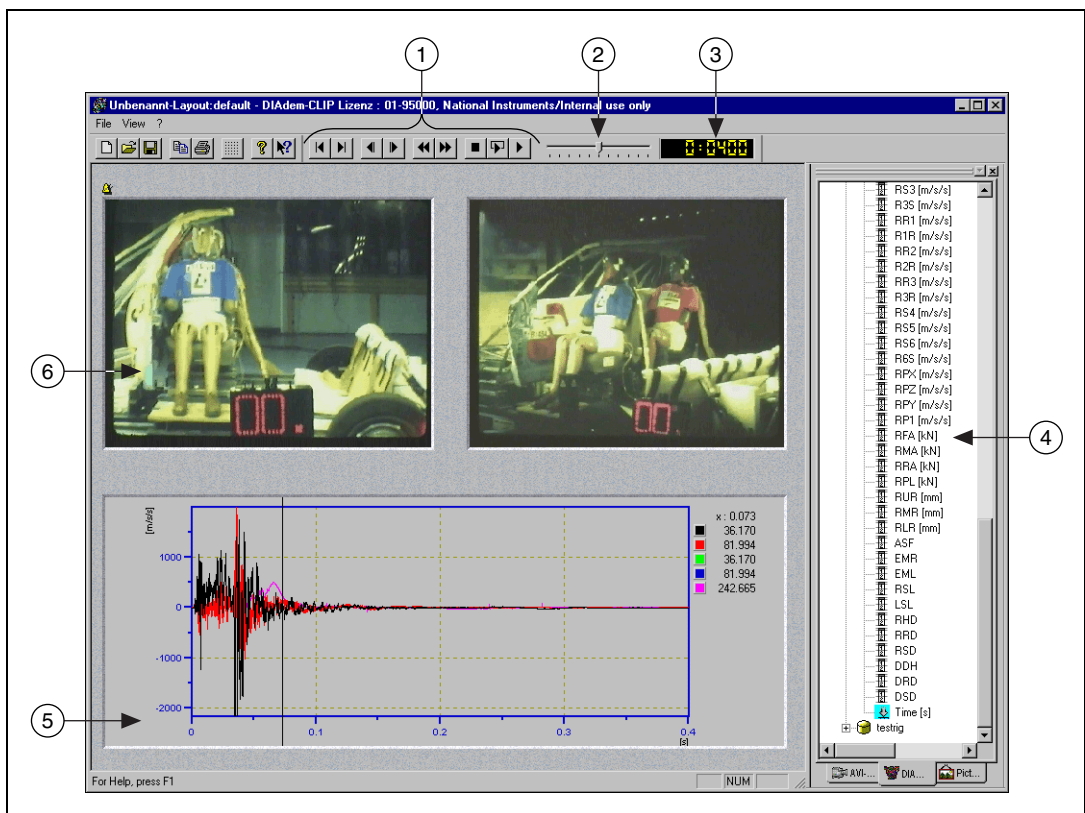 1
2
3
Unbenannt-Layout:default - DIAdem-CLIP Lizenz : 01-95000, National Instruments/Internal use only
File View ?
0:0400
RS3 [m/s/s]
R3S [m/s/s]
RR1 [m/s/s]
R1R [m/s/s]
RR2 [m/s/s]
R2R [m/s/s]
RR3 [m/s/s]
R3R [m/s/s]
RS4 [m/s/s]
RS5 [m/s/s]
RS6 [m/s/s]
R6S [m/s/s]
RPX [m/s/s]
RPZ [m/s/s]
RPY [m/s/s]
RP1 [m/s/s]
RFA [kN]
RMA [kN]
RRA [kN]
RPL [kN]
RUR [mm]
RMR [mm]
RLR [mm]
ASF
EMR
EML
RSL
LSL
RHD
RRD
RSD
DDH
DRD
DSD
Time [s]
testrig
4
6
00
00
[m/s/s]
1000
0
-1000
-2000
0
0.1
0.2
0.3
0.4
[s]
x : 0.073
36.170
81.994
36.170
81.994
242.665
5
AVI-...
DIA...
Pict...
For Help, press F1
NUM